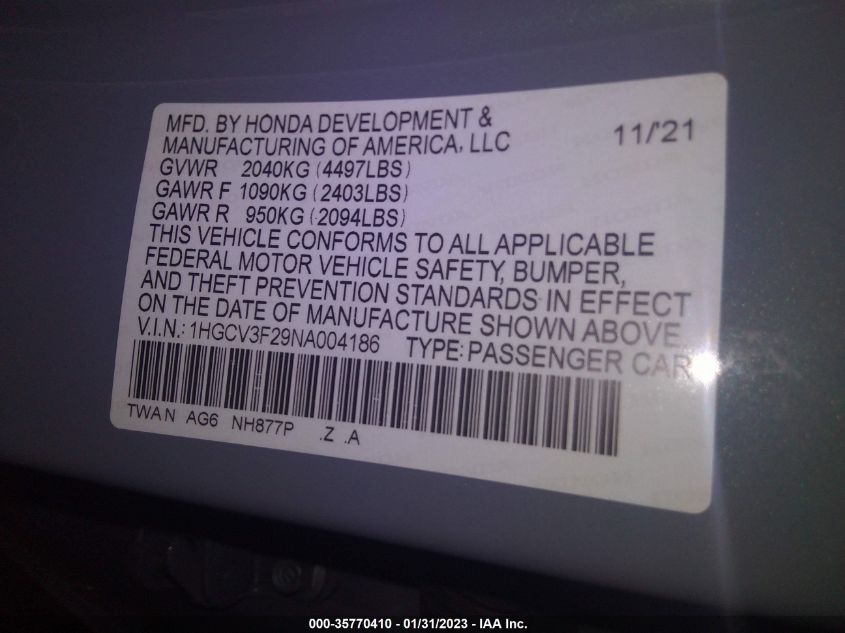 MFD. BY HONDA DEVELOPMENT &
MANUFACTURING OF AMERICA, LLC 11/'21
GVWR 2040KG (4497LBS)
GAWR F 1090KG (2403LBS)
GAWR R 950KG (2094LBS)
THIS VEHICLE CONFORMS TO ALL APPLICABLE
FEDERAL MOTOR VEHICLE SAFETY, BUMPER,
AND THEFT PREVENTION STANDARDS IN EFFECT
ON THE DATE OF MANUFACTURE SHOWN ABOVE.
V.I.N.: 1HGCV3F29NA004186 TYPE: PASSENGER CAR
TWA N AG6 NH877P .Z .A
000-35770410 - 01/31/2023 - IAA Inc.